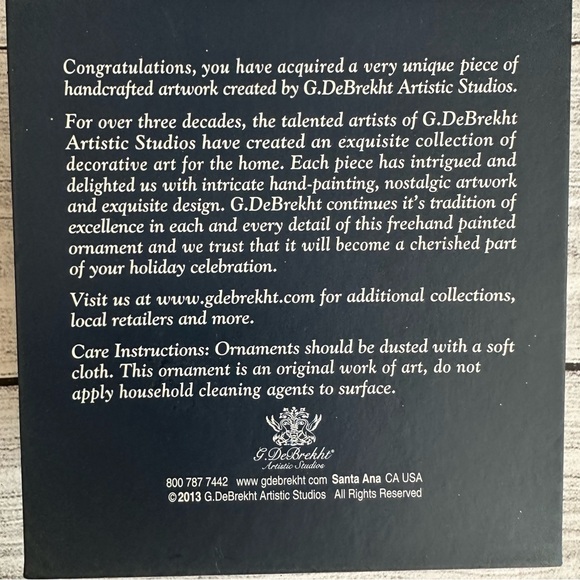 Congratulations, you have acquired a very unique piece of
handcrafted artwork created by G.DeBrekht Artistic Studios.
For over three decades, the talented artists of G.DeBrekht
Artistic Studios have created an exquisite collection of
decorative art for the home. Each piece has intrigued and
delighted us with intricate hand-painting, nostalgic artwork
and exquisite design. G.DeBrekht continues it's tradition of
excellence in each and every detail of this freehand painted
ornament and we trust that it will become a cherished part
of your holiday celebration.
Visit us at www.gdebrekht.com for additional collections,
local retailers and more.
Care Instructions: Ornaments should be dusted with a soft
cloth. This ornament is an original work of art, do not
apply household cleaning agents to surface.
G.DeBrekht®
Artistic Studios
800 787 7442 www.gdebrekht.com Santa Ana CA USA
©2013 G.DeBrekht Artistic Studios All Rights Reserved